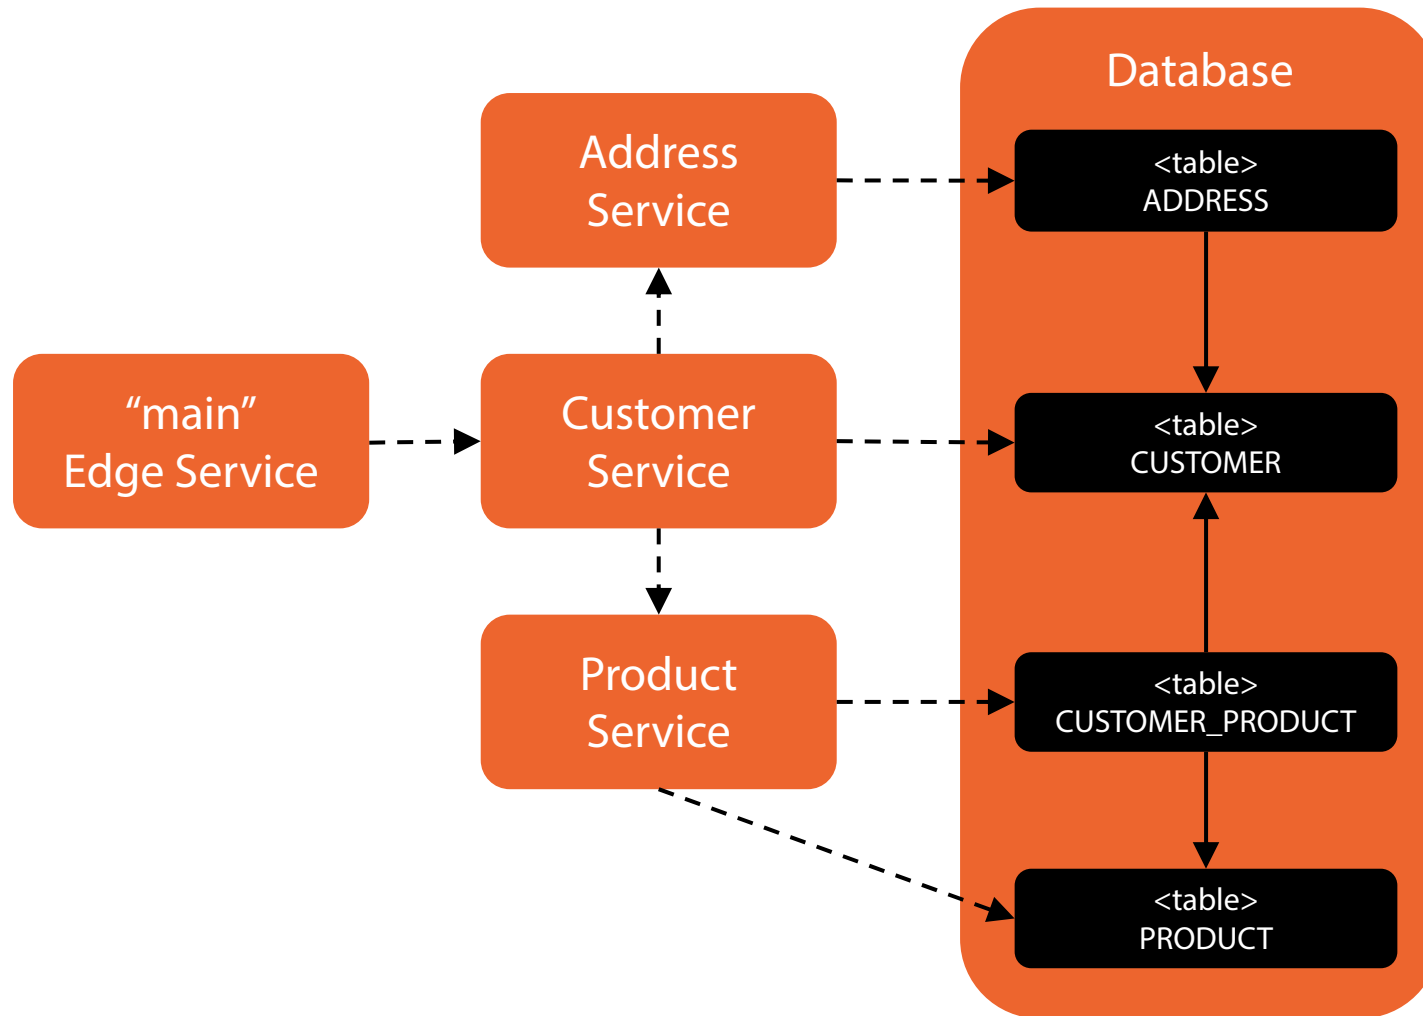 Database
Address
Service
<table>
ADDRESS
“main”
Edge Service
Customer
Service
<table>
CUSTOMER
Product
Service
<table>
CUSTOMER_PRODUCT
<table>
PRODUCT